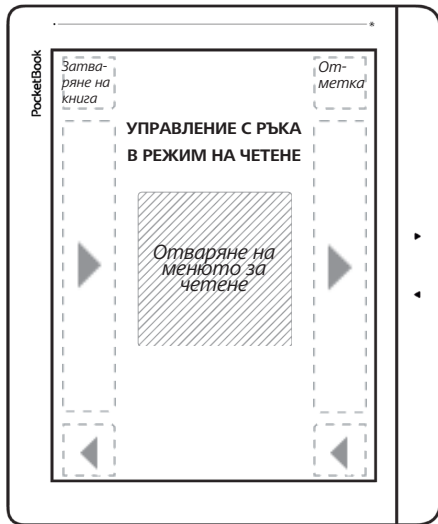 PocketBook
Затва-
ряне на
книга
От-
метка
УПРАВЛЕНИЕ С РЪКА
В РЕЖИМ НА ЧЕТЕНЕ
Отваряне на
менюто за
четене